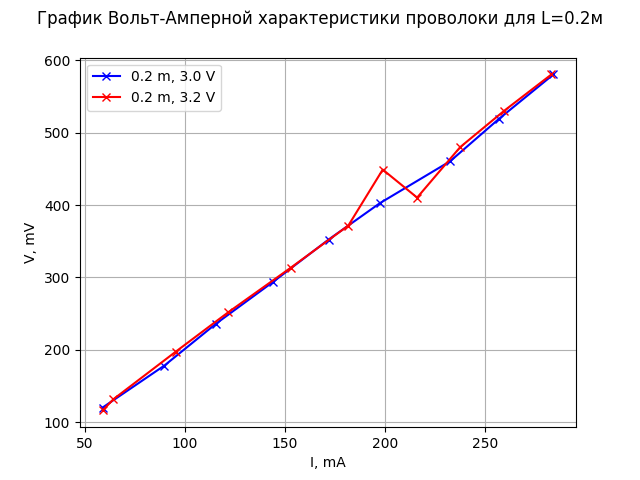 График Вольт-Амперной характеристики проволоки для L=0.2м
600
500
400
300
200
100
V, mV
0.2 m, 3.0 V
0.2 m, 3.2 V
50
100
150
200
250
I, mA